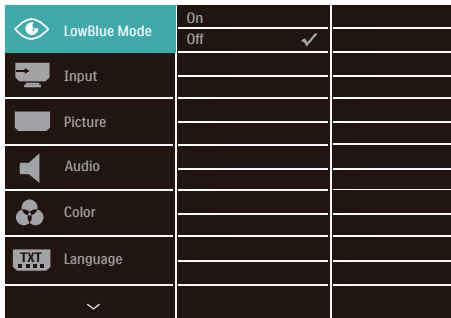 LowBlue Mode
On
Off
Input
Picture
Audio
Color
TXT
Language